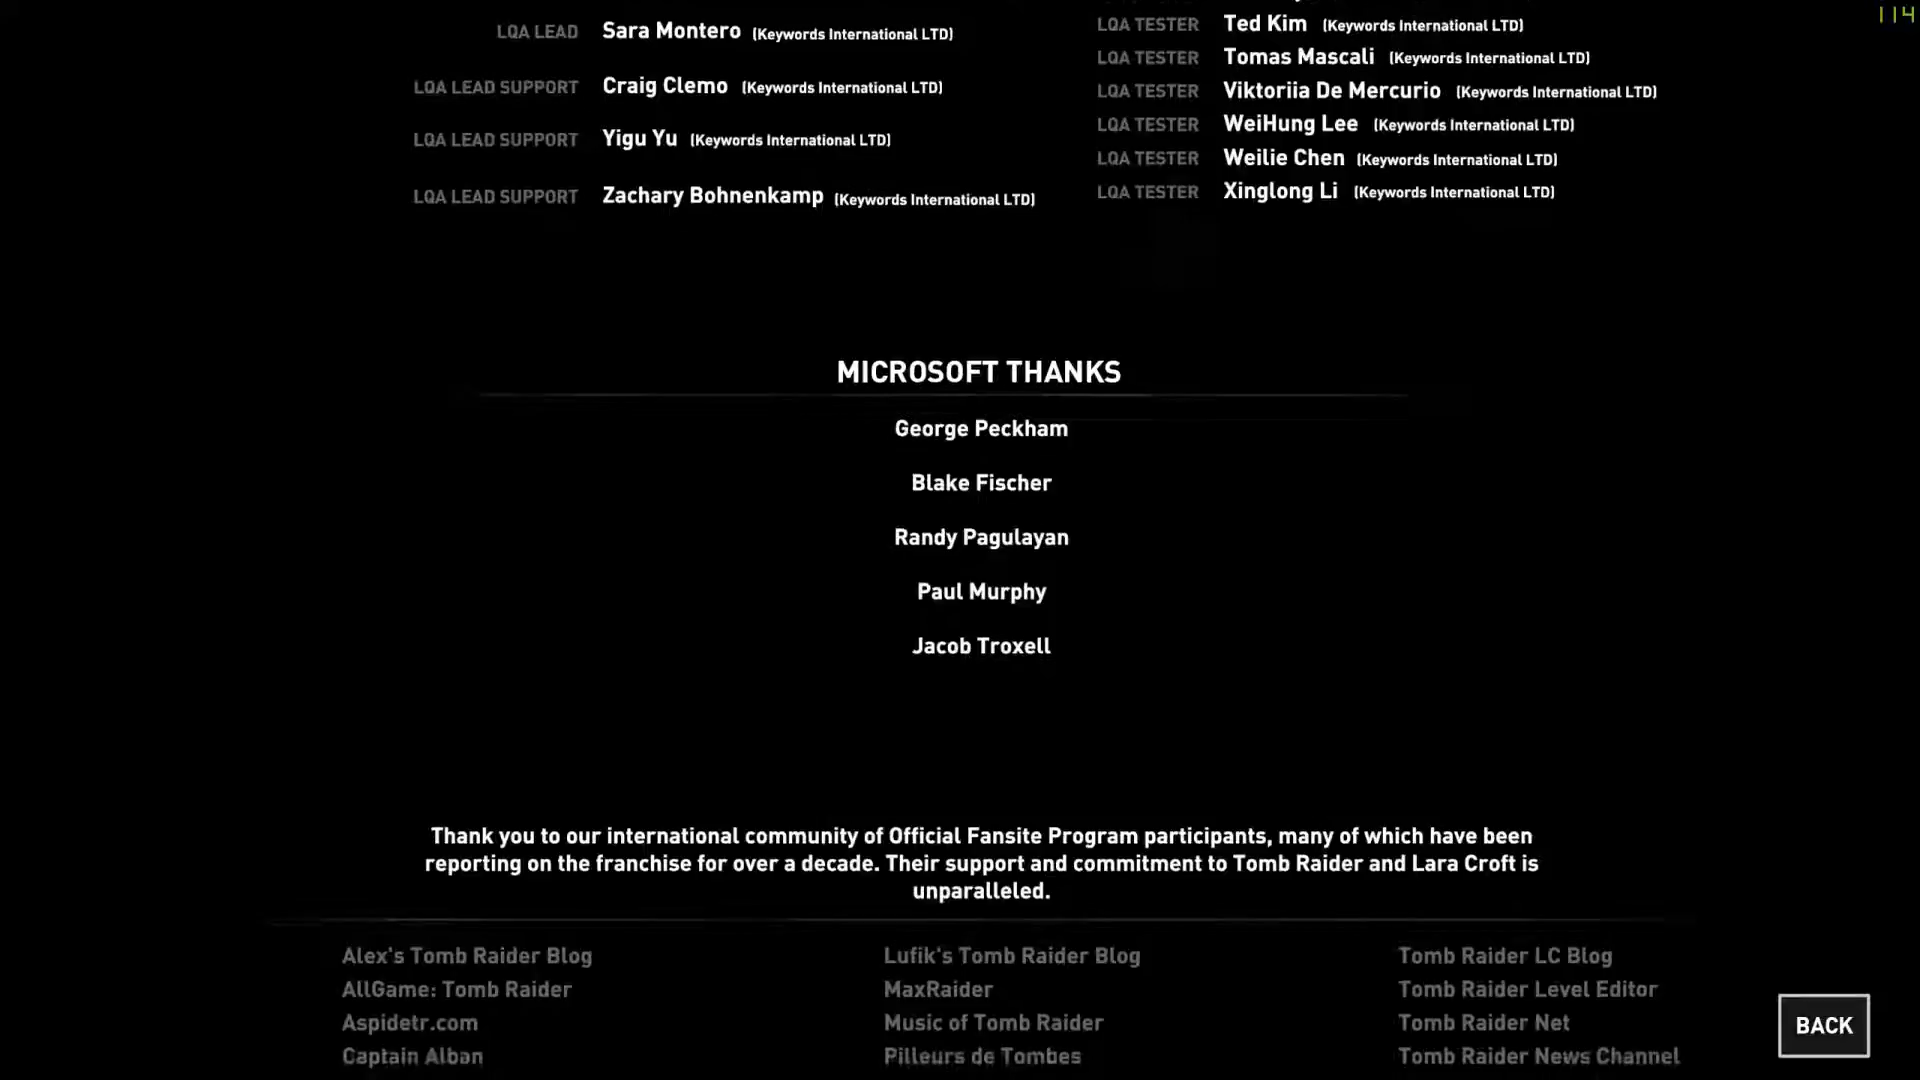 114
LQA LEAD Sara Montero (Keywords International LTD)
LQA LEAD SUPPORT Craig Clemo (Keywords International LTD)
LQA LEAD SUPPORT Yigu Yu (Keywords International LTD)
LQA LEAD SUPPORT Zachary Bohnenkamp (Keywords International LTD)
LQA TESTER Ted Kim (Keywords International LTD)
LQA TESTER Tomas Mascali (Keywords International LTD)
LQA TESTER Viktoriia De Mercurio (Keywords International LTD)
LQA TESTER WeiHung Lee (Keywords International LTD)
LQA TESTER Weilie Chen (Keywords International LTD)
LQA TESTER Xinglong Li (Keywords International LTD)
MICROSOFT THANKS
George Peckham
Blake Fischer
Randy Pagulayan
Paul Murphy
Jacob Troxell
Thank you to our international community of Official Fansite Program participants, many of which have been
reporting on the franchise for over a decade. Their support and commitment to Tomb Raider and Lara Croft is
unparalleled.
Alex's Tomb Raider Blog
AllGame: Tomb Raider
Aspidetr.com
Captain Alban
Lufik's Tomb Raider Blog
MaxRaider
Music of Tomb Raider
Pilleurs de Tombes
Tomb Raider LC Blog
Tomb Raider Level Editor
Tomb Raider Net
Tomb Raider News Channel
BACK